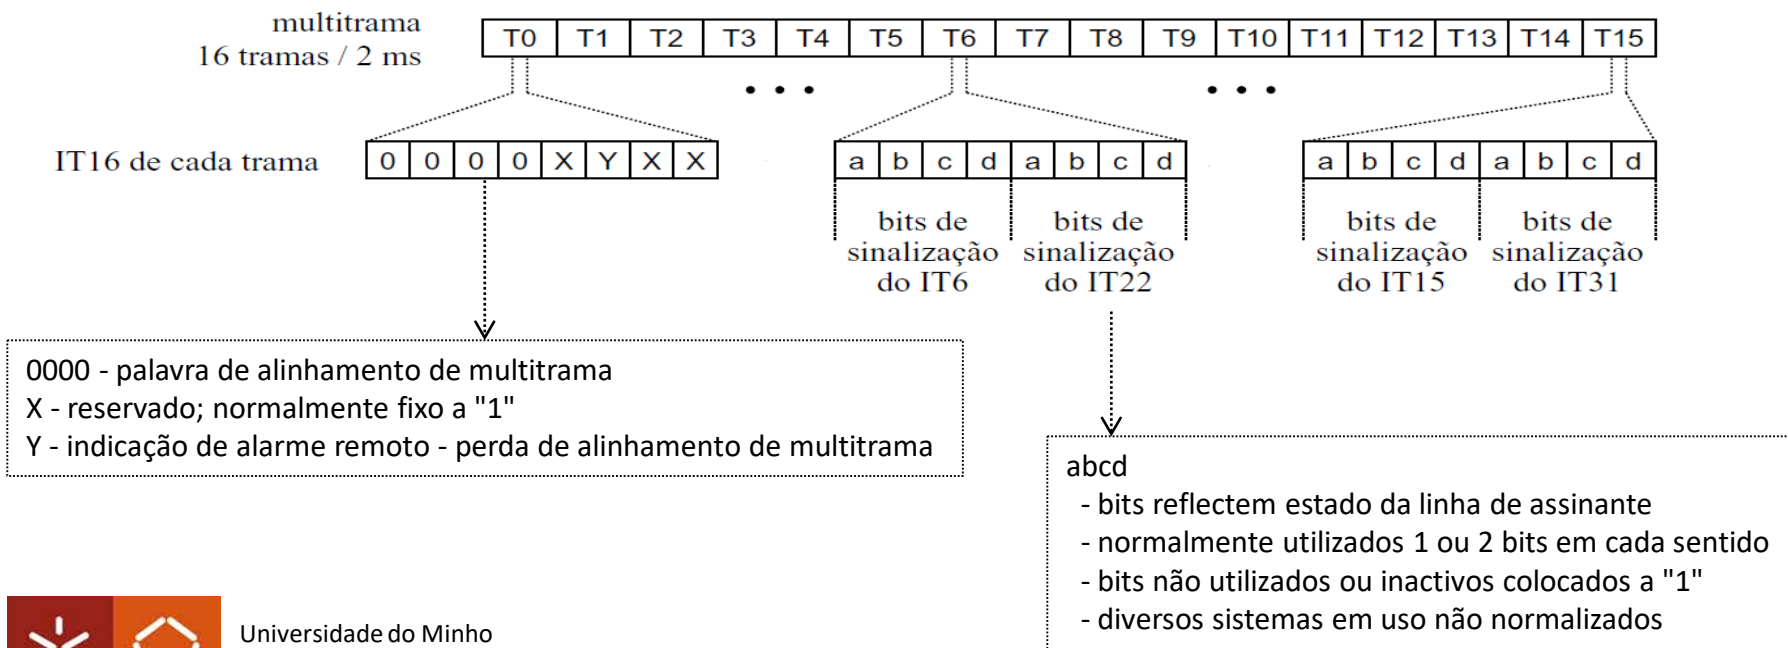 multitrama
16 tramas / 2 ms
T0 T1 T2 T3 T4 T5 T6 T7 T8 T9 T10 T11 T12 T13 T14 T15
• • •
• • •
IT16 de cada trama
0 0 0 0 X Y X X
a b c d a b c d
a b c d a b c d
bits de
sinalização
do IT6
bits de
sinalização
do IT22
bits de
sinalização
do IT15
bits de
sinalização
do IT31
0000 - palavra de alinhamento de multitrama
X - reservado; normalmente fixo a "1"
Y - indicação de alarme remoto - perda de alinhamento de multitrama
abcd
- bits reflectem estado da linha de assinante
- normalmente utilizados 1 ou 2 bits em cada sentido
- bits não utilizados ou inactivos colocados a "1"
- diversos sistemas em uso não normalizados
Universidade do Minho